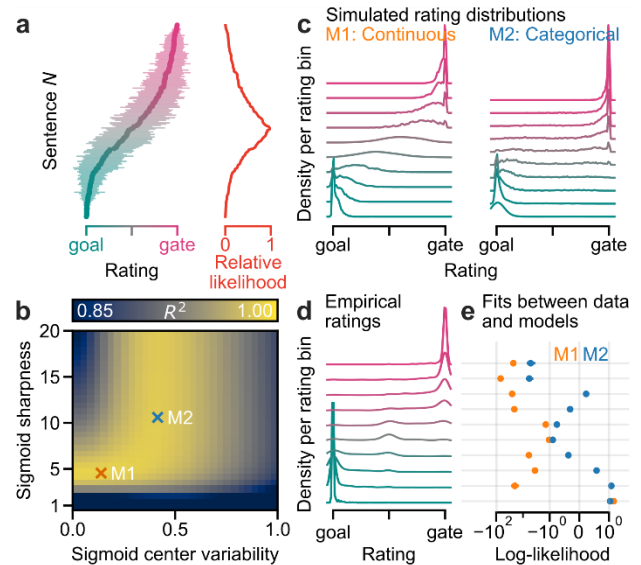 a
Sentence N
goal
gate
Rating
0
1
Relative
likelihood
c
Simulated rating distributions
M1: Continuous
M2: Categorical
Density per rating bin
goal
gate
goal
gate
Rating
b
0.85
R²
1.00
Sigmoid sharpness
20
15
10
5
1
M2
M1
0.0
0.5
1.0
Sigmoid center variability
d
Empirical
ratings
Density per rating bin
goal
gate
Rating
e
Fits between data
and models
M1 M2
−10²
−10⁰
10⁰
Log-likelihood